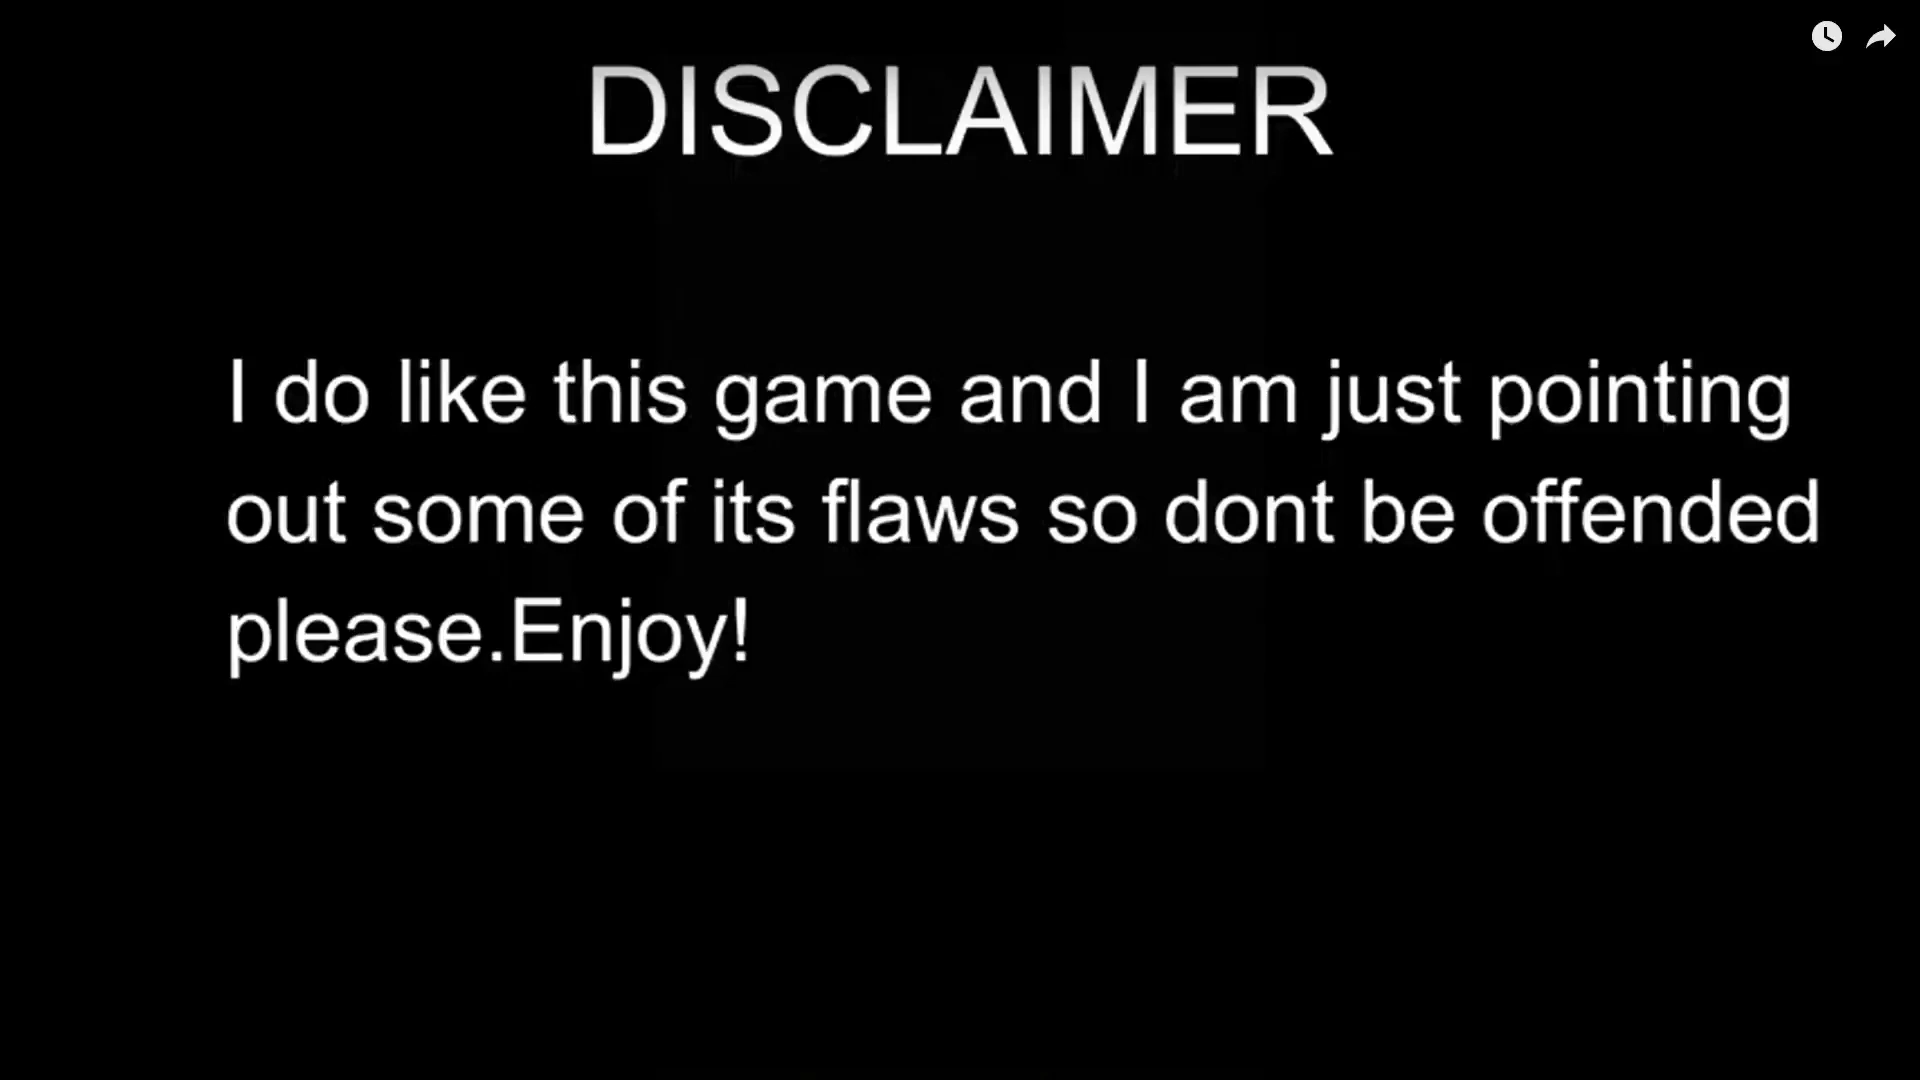 DISCLAIMER
I do like this game and I am just pointing
out some of its flaws so dont be offended
please.Enjoy!